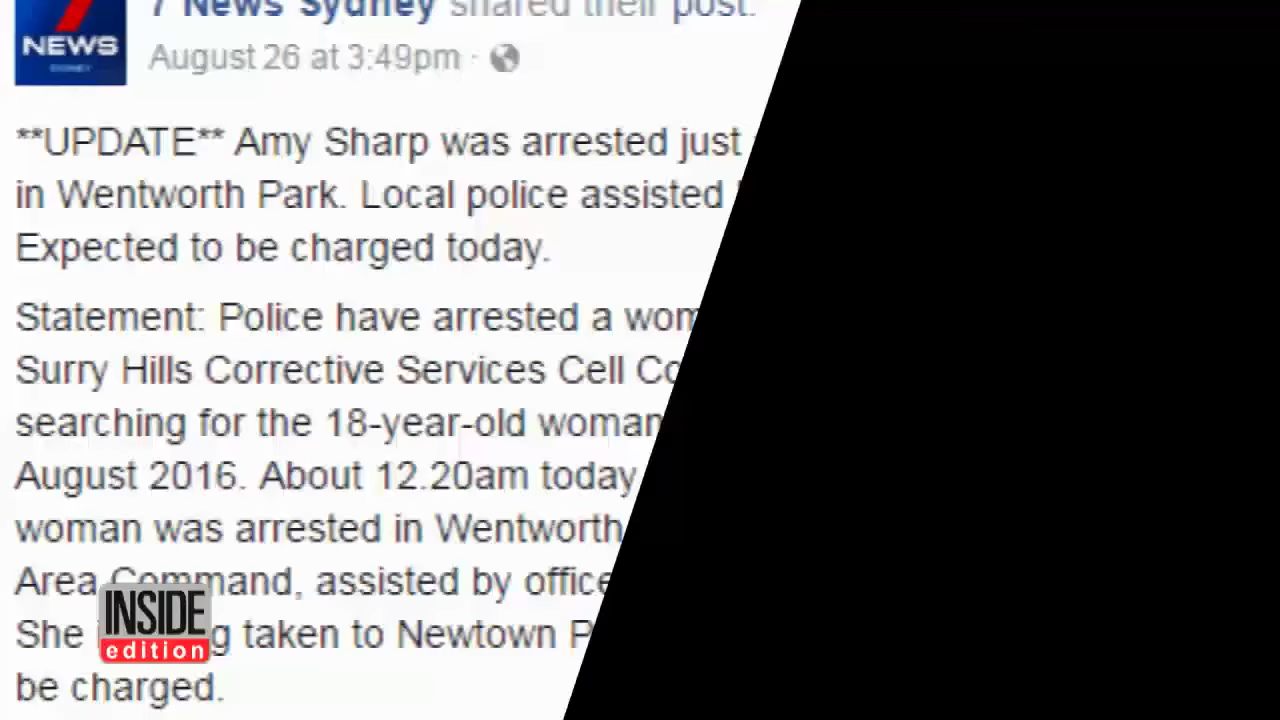 7 News Sydney shared their post.
NEWS
SYDNEY
August 26 at 3:49pm ·
**UPDATE** Amy Sharp was arrested just
in Wentworth Park. Local police assisted
Expected to be charged today.
Statement: Police have arrested a wom
Surry Hills Corrective Services Cell Co
searching for the 18-year-old woman
August 2016. About 12.20am today
woman was arrested in Wentworth
Area Command, assisted by office
She g taken to Newtown P
be charged.
INSIDE
edition